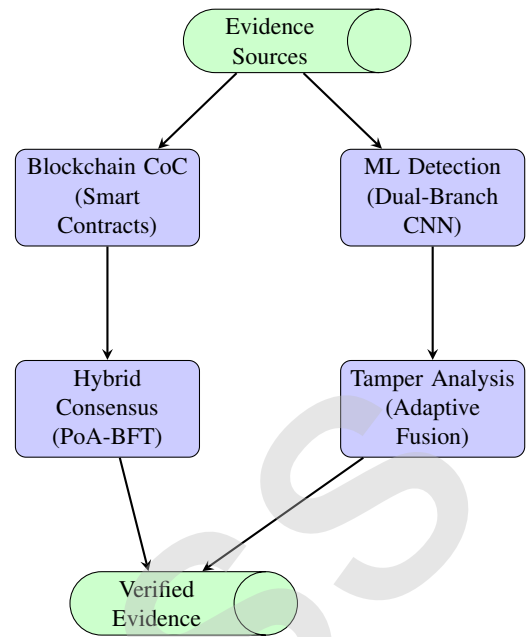 Evidence
Sources
Blockchain CoC
(Smart
Contracts)
ML Detection
(Dual-Branch
CNN)
Hybrid
Consensus
(PoA-BFT)
Tamper Analysis
(Adaptive
Fusion)
Verified
Evidence
SS